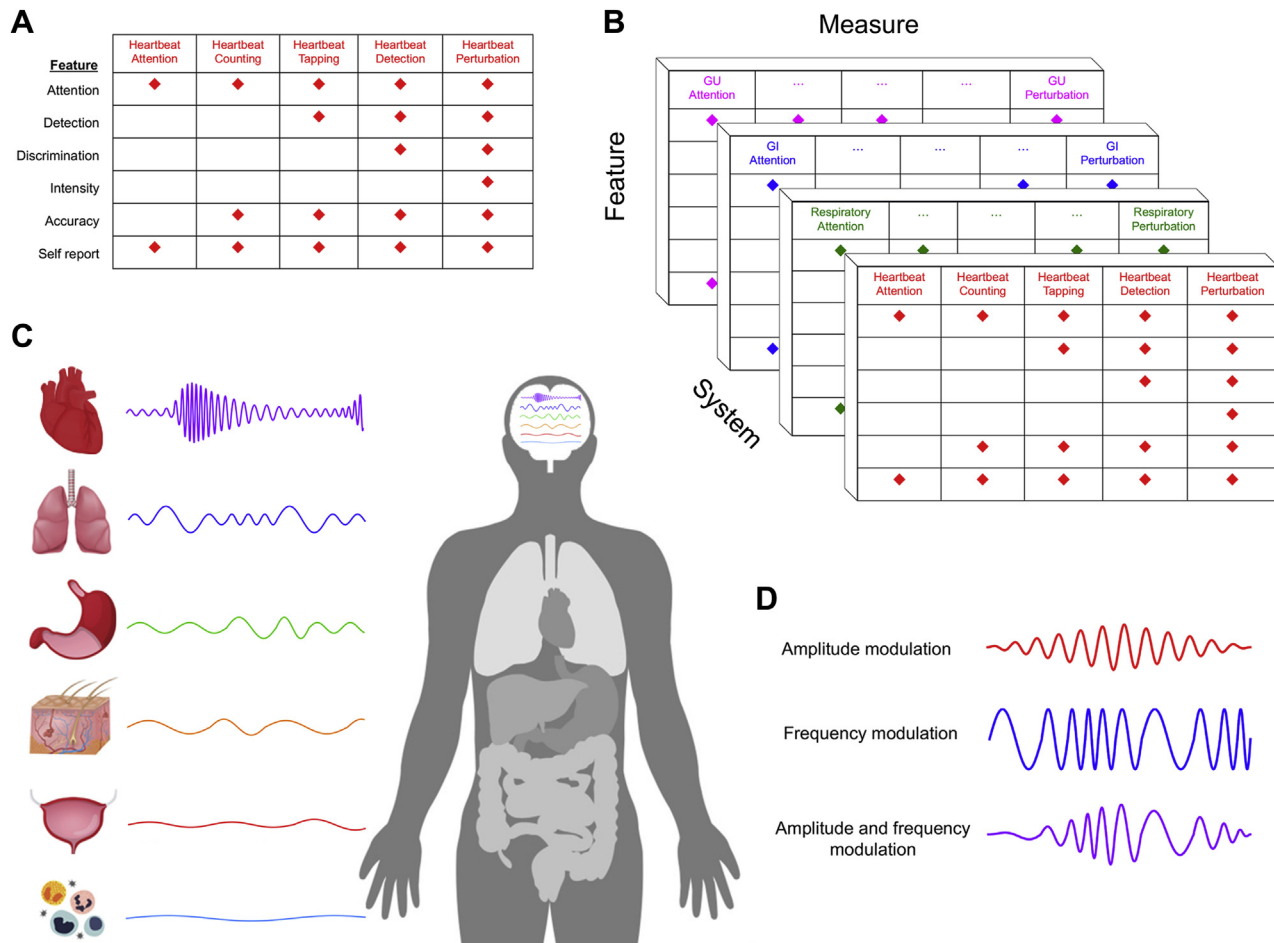 A
Feature
Heartbeat
Attention
Heartbeat
Counting
Heartbeat
Tapping
Heartbeat
Detection
Heartbeat
Perturbation
Attention
Detection
Discrimination
Intensity
Accuracy
Self report
B
Measure
Feature
System
GU
Attention
...
...
...
GU
Perturbation
GI
Attention
...
...
...
GI
Perturbation
Respiratory
Attention
...
...
...
Respiratory
Perturbation
Heartbeat
Attention
Heartbeat
Counting
Heartbeat
Tapping
Heartbeat
Detection
Heartbeat
Perturbation
C
D
Amplitude modulation
Frequency modulation
Amplitude and frequency
modulation